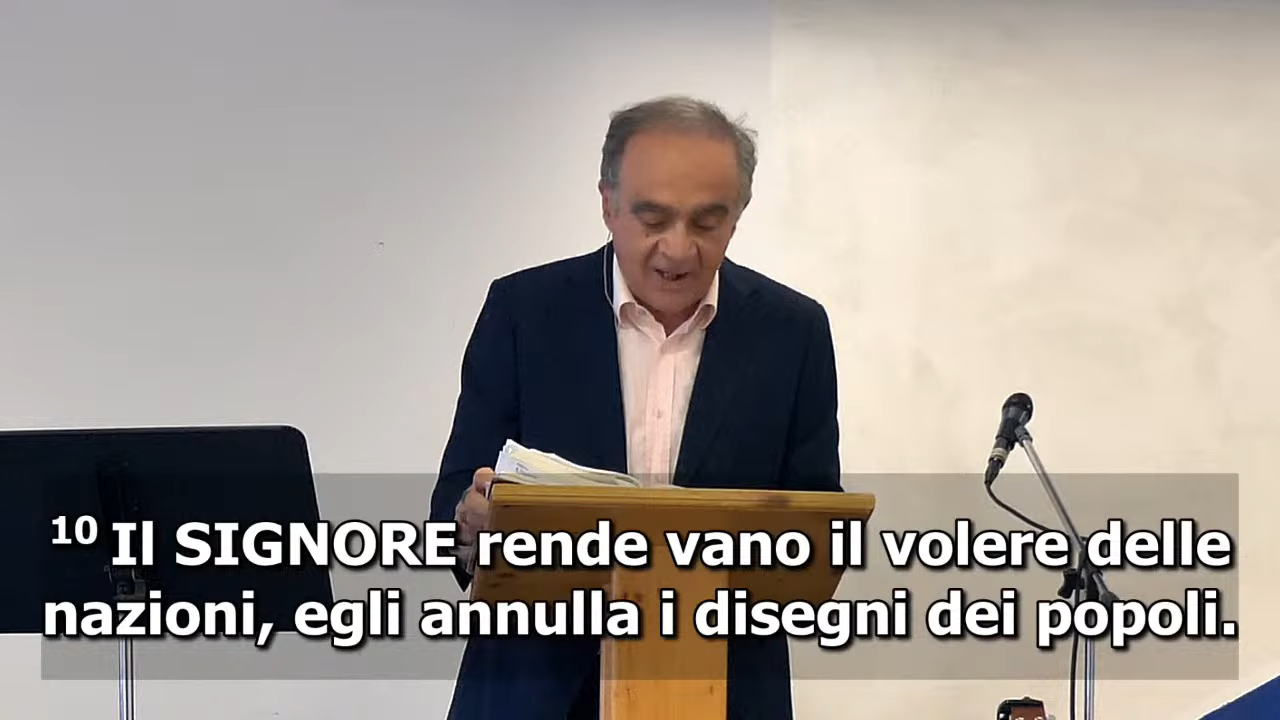 10 Il SIGNORE rende vano il volere delle
nazioni, egli annulla i disegni dei popoli.